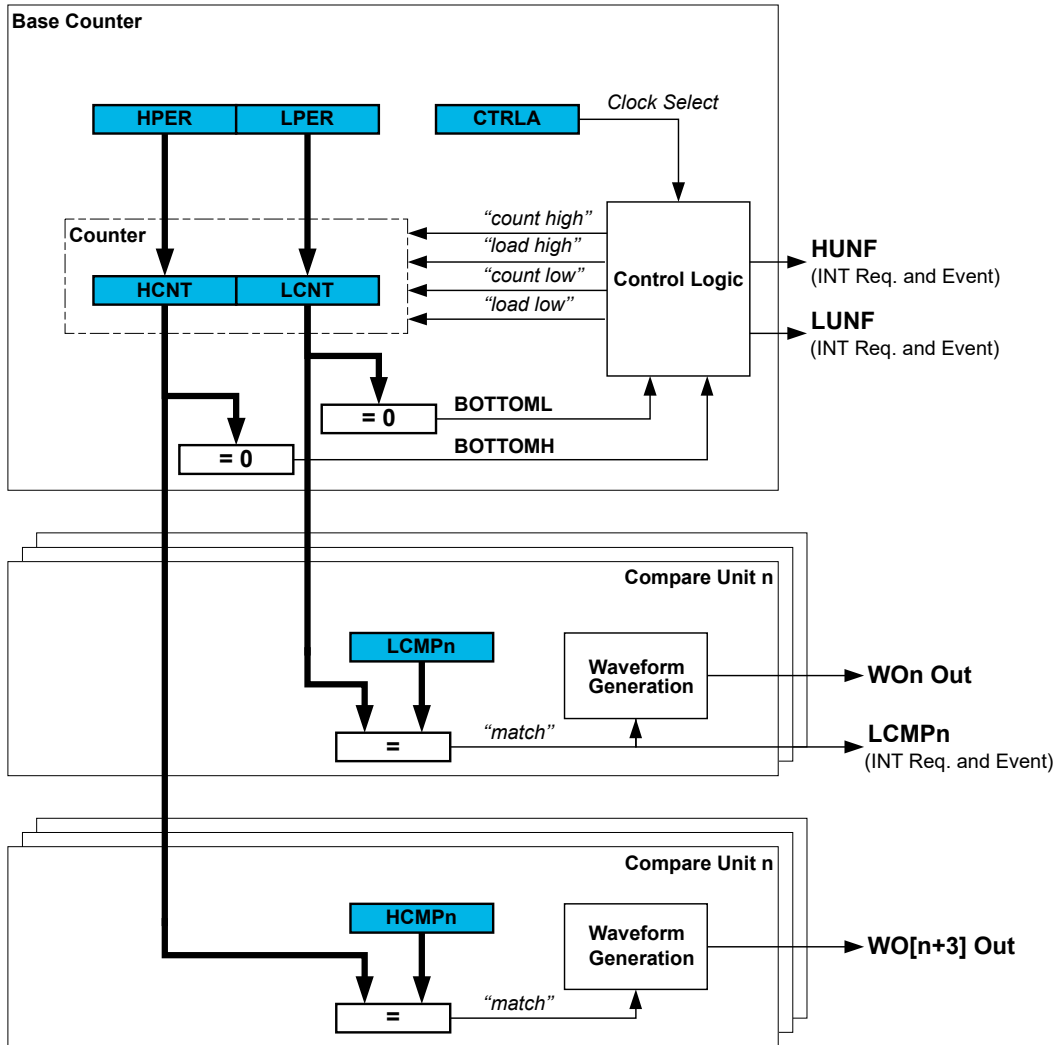 Base Counter
HPER LPER CTRLA Clock Select
“count high”
Counter “load high”
“count low”
“load low”
HCNT LCNT
Control Logic
HUNF
(INT Req. and Event)
LUNF
(INT Req. and Event)
= 0 BOTTOML
= 0 BOTTOMH
Compare Unit n
LCMPn
Waveform
Generation
WOn Out
= “match”
LCMPn
(INT Req. and Event)
Compare Unit n
HCMPn
Waveform
Generation
WO[n+3] Out
= “match”